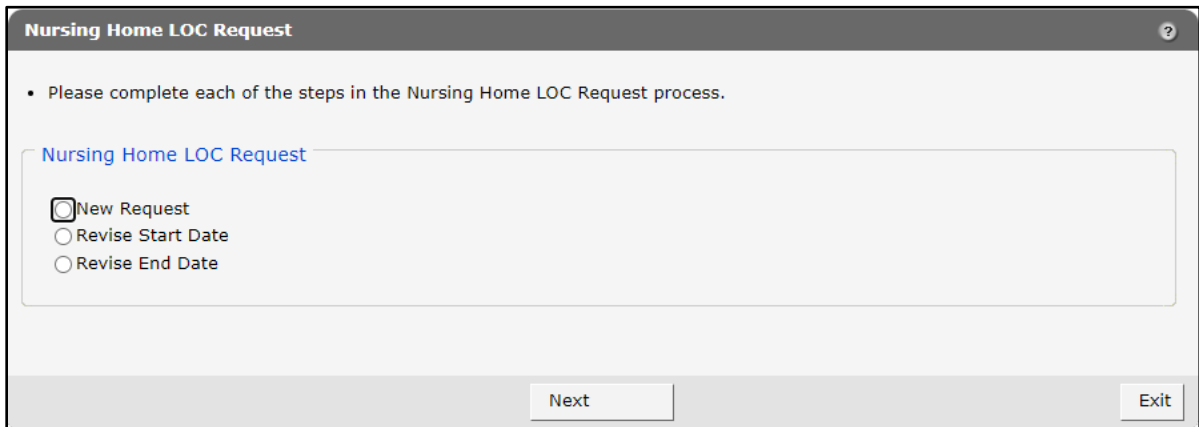 Nursing Home LOC Request
?
• Please complete each of the steps in the Nursing Home LOC Request process.
Nursing Home LOC Request
New Request
Revise Start Date
Revise End Date
Next
Exit